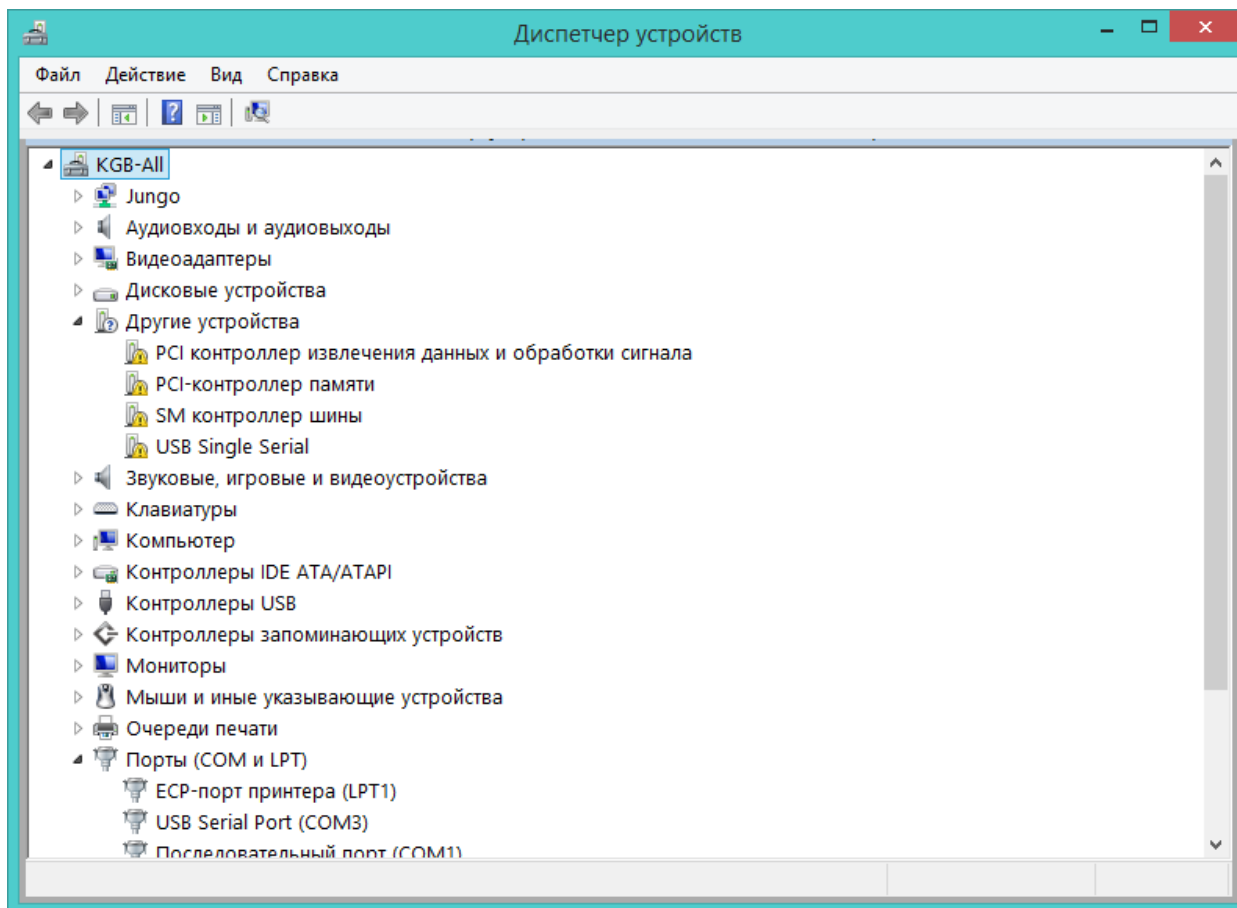 Диспетчер устройств
Файл Действие Вид Справка
KGB-All
Jungo
Аудиовходы и аудиовыходы
Видеоадаптеры
Дисковые устройства
Другие устройства
PCI контроллер извлечения данных и обработки сигнала
PCI-контроллер памяти
SM контроллер шины
USB Single Serial
Звуковые, игровые и видеоустройства
Клавиатуры
Компьютер
Контроллеры IDE ATA/ATAPI
Контроллеры USB
Контроллеры запоминающих устройств
Мониторы
Мыши и иные указывающие устройства
Очереди печати
Порты (COM и LPT)
ECP-порт принтера (LPT1)
USB Serial Port (COM3)
Последовательный порт (COM1)